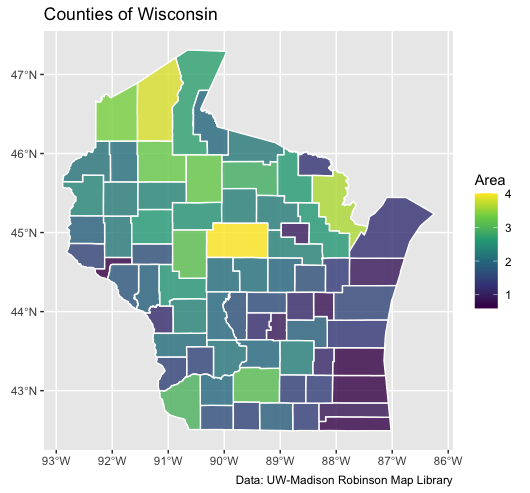 Counties of Wisconsin
47°N
46°N
45°N
44°N
43°N
93°W 92°W 91°W 90°W 89°W 88°W 87°W 86°W
Area
4
3
2
1
Data: UW-Madison Robinson Map Library